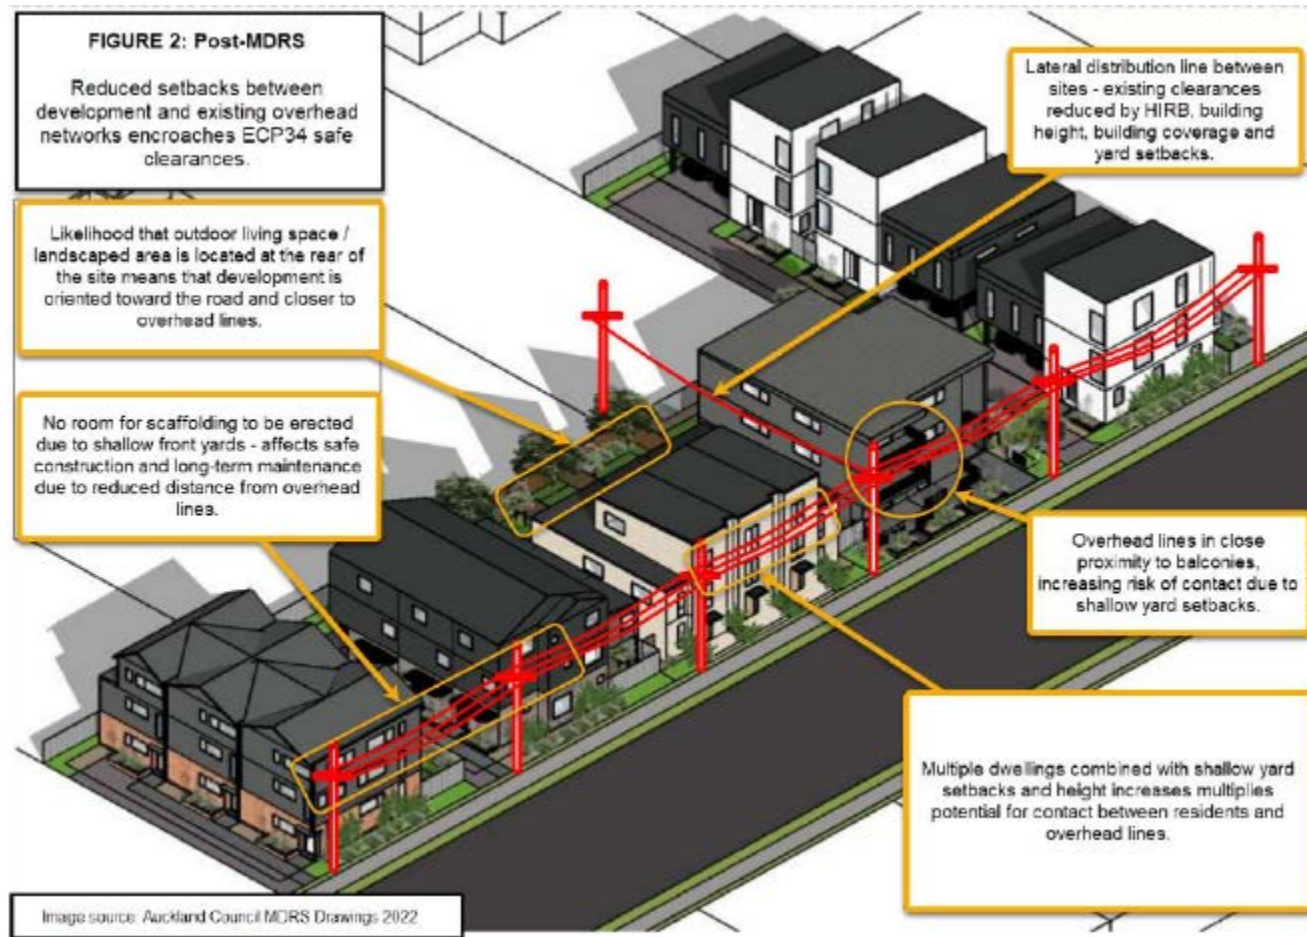 FIGURE 2: Post-MDRS
Reduced setbacks between
development and existing overhead
networks encroaches ECP34 safe
clearances.
Lateral distribution line between
sites - existing clearances
reduced by HIRB, building
height, building coverage and
yard setbacks.
Likelihood that outdoor living space /
landscaped area is located at the rear of
the site means that development is
oriented toward the road and closer to
overhead lines.
No room for scaffolding to be erected
due to shallow front yards - affects safe
construction and long-term maintenance
due to reduced distance from overhead
lines.
Overhead lines in close
proximity to balconies,
increasing risk of contact due to
shallow yard setbacks.
Multiple dwellings combined with shallow yard
setbacks and height increases multiplies
potential for contact between residents and
overhead lines.
Image source: Auckland Council MDRS Drawings 2022